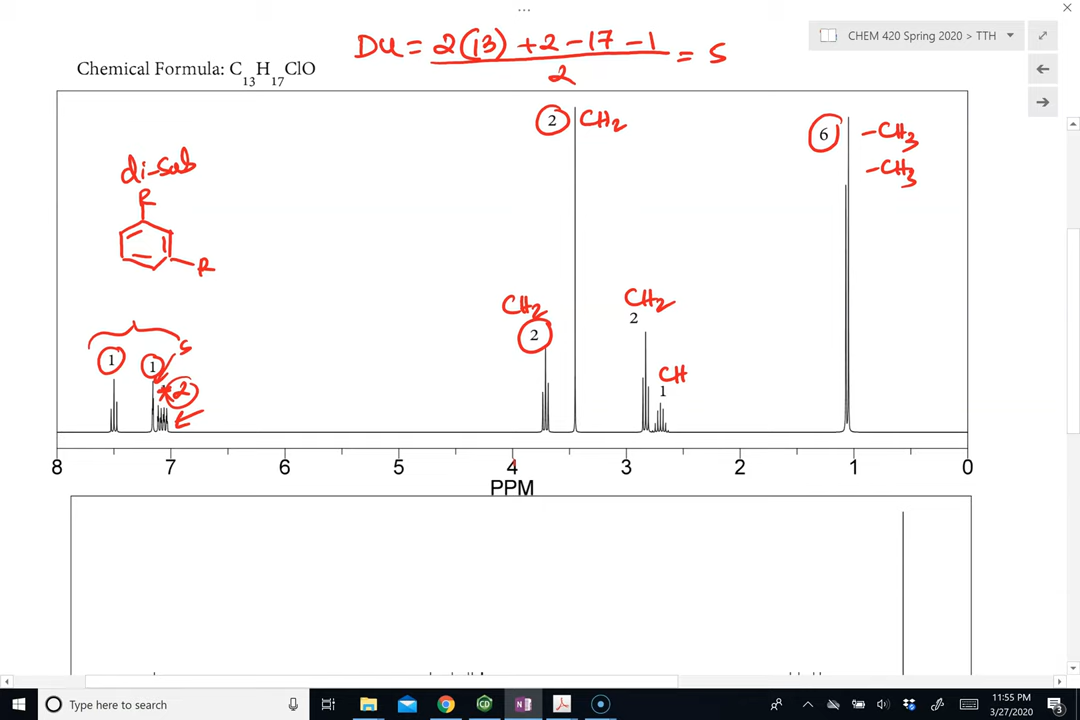 ...
DU = 2(13) + 2 - 17 - 1 / 2 = 5
CHEM 420 Spring 2020 > TTH
Chemical Formula: C13H17ClO
2 CH2
6 -CH3
-CH3
di-sub
R
R
CH2
2
CH2
2
CH
1
s
1
1
*2
8 7 6 5 4 3 2 1 0
PPM
Type here to search
11:55 PM
3/27/2020
3